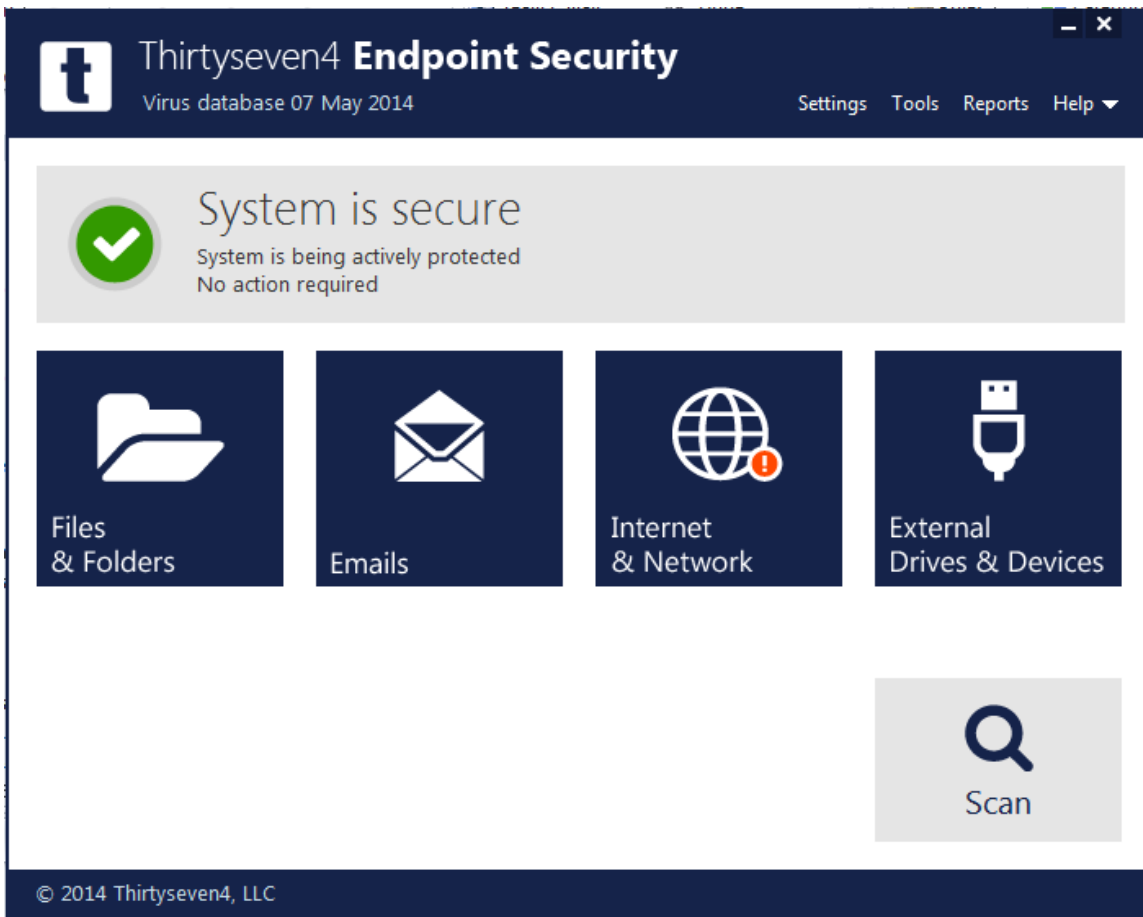 t
Thirtyseven4 Endpoint Security
Virus database 07 May 2014
Settings Tools Reports Help
System is secure
System is being actively protected
No action required
Files
& Folders
Emails
Internet
& Network
External
Drives & Devices
Scan
© 2014 Thirtyseven4, LLC